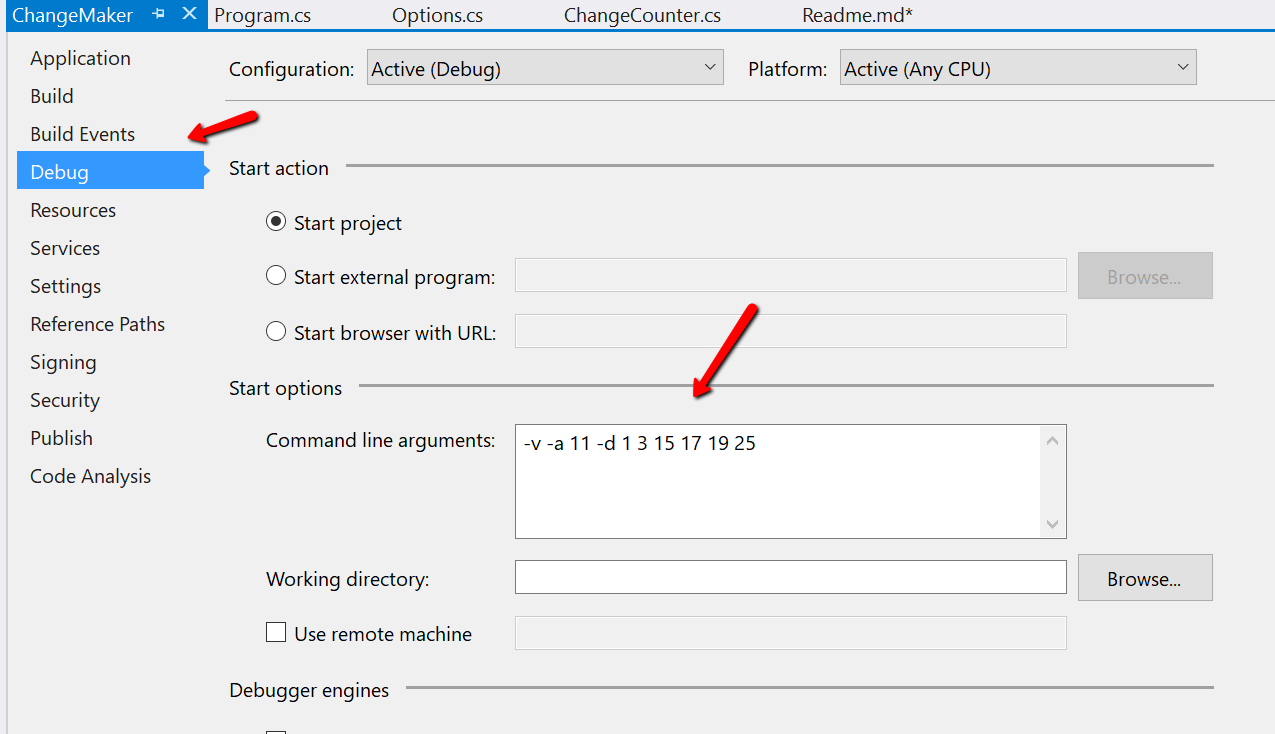 ChangeMaker Program.cs Options.cs ChangeCounter.cs Readme.md*
Application
Build
Build Events
Debug
Resources
Services
Settings
Reference Paths
Signing
Security
Publish
Code Analysis
Configuration: Active (Debug) Platform: Active (Any CPU)
Start action
Start project
Start external program: Browse...
Start browser with URL:
Start options
Command line arguments: -v -a 11 -d 1 3 15 17 19 25
Working directory: Browse...
Use remote machine
Debugger engines